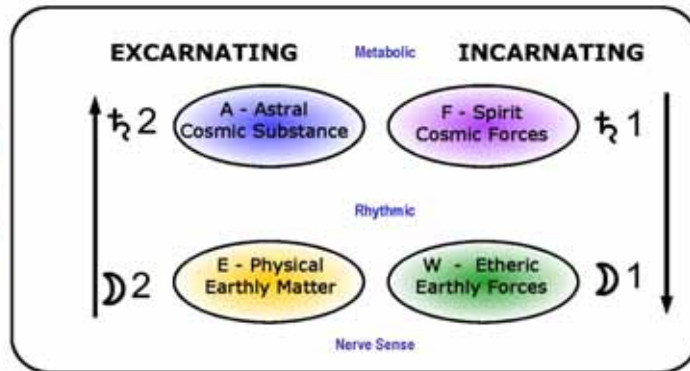 EXCARNATING Metabolic INCARNATING
♄2 A - Astral Cosmic Substance
F - Spirit Cosmic Forces ♄1
Rhythmic
☽2 E - Physical Earthly Matter
W - Etheric Earthly Forces ☽1
Nerve Sense